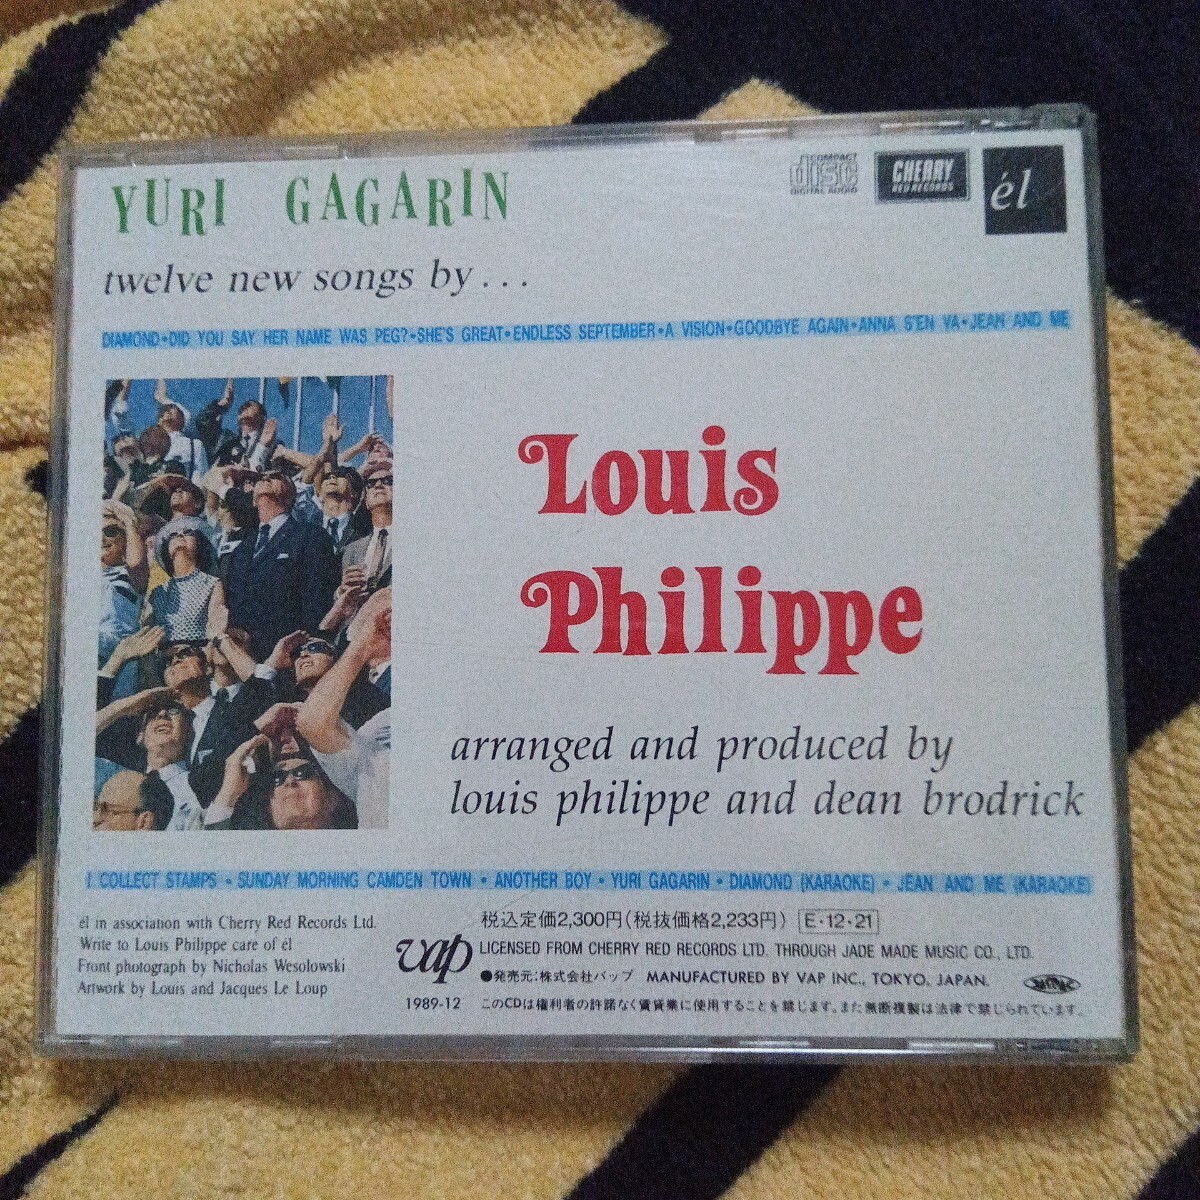 YURI GAGARIN
COMPACT
disc
DIGITAL AUDIO
CHERRY
RED RECORDS
él
twelve new songs by...
DIAMOND•DID YOU SAY HER NAME WAS PEG?•SHE'S GREAT•ENDLESS SEPTEMBER•A VISION•GOODBYE AGAIN•ANNA S'EN VA•JEAN AND ME
Louis
Philippe
arranged and produced by
louis philippe and dean brodrick
I COLLECT STAMPS • SUNDAY MORNING CAMDEN TOWN • ANOTHER BOY • YURI GAGARIN • DIAMOND (KARAOKE) • JEAN AND ME (KARAOKE)
él in association with Cherry Red Records Ltd.
Write to Louis Philippe care of él
Front photograph by Nicholas Wesolowski
Artwork by Louis and Jacques Le Loup
vap
1989-12
税込定価2,300円(税抜価格2,233円) E・12・21
LICENSED FROM CHERRY RED RECORDS LTD. THROUGH JADE MADE MUSIC CO., LTD.
●発売元:株式会社バップ MANUFACTURED BY VAP INC., TOKYO, JAPAN.
このCDは権利者の許諾なく賃貸業に使用することを禁じます。また無断複製は法律で禁じられています。